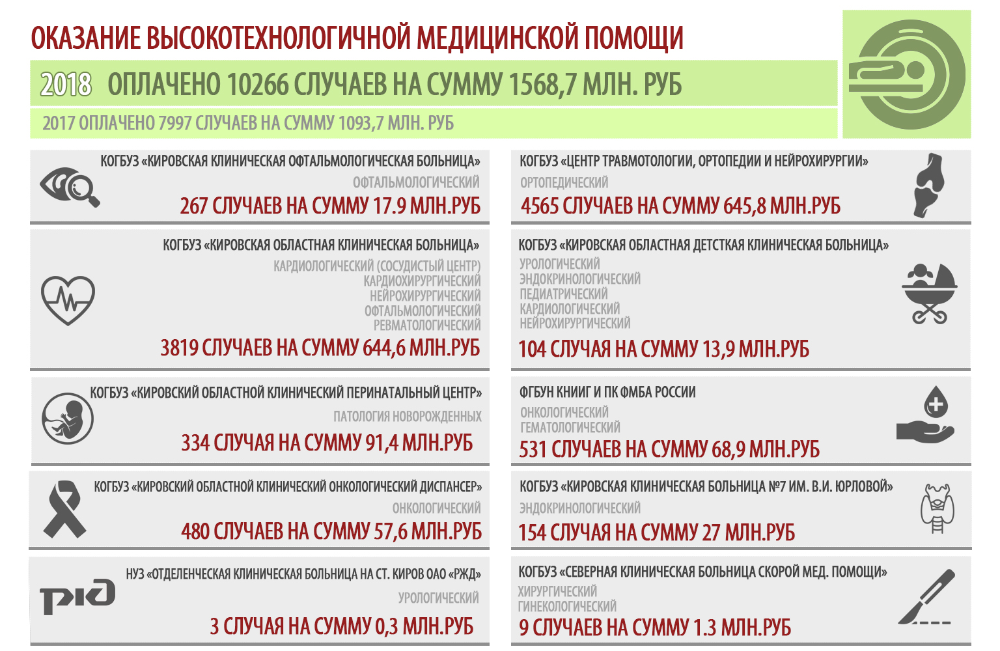 ОКАЗАНИЕ ВЫСОКОТЕХНОЛОГИЧНОЙ МЕДИЦИНСКОЙ ПОМОЩИ
2018 ОПЛАЧЕНО 10266 СЛУЧАЕВ НА СУММУ 1568,7 МЛН. РУБ
2017 ОПЛАЧЕНО 7997 СЛУЧАЕВ НА СУММУ 1093,7 МЛН. РУБ
КОГБУЗ «КИРОВСКАЯ КЛИНИЧЕСКАЯ ОФТАЛЬМОЛОГИЧЕСКАЯ БОЛЬНИЦА»
ОФТАЛЬМОЛОГИЧЕСКИЙ
267 СЛУЧАЕВ НА СУММУ 17.9 МЛН.РУБ
КОГБУЗ «ЦЕНТР ТРАВМОТОЛОГИИ, ОРТОПЕДИИ И НЕЙРОХИРУРГИИ»
ОРТОПЕДИЧЕСКИЙ
4565 СЛУЧАЕВ НА СУММУ 645,8 МЛН.РУБ
КОГБУЗ «КИРОВСКАЯ ОБЛАСТНАЯ КЛИНИЧЕСКАЯ БОЛЬНИЦА»
КАРДИОЛОГИЧЕСКИЙ (СОСУДИСТЫЙ ЦЕНТР)
КАРДИОХИРУРГИЧЕСКИЙ
НЕЙРОХИРУРГИЧЕСКИЙ
ОФТАЛЬМОЛОГИЧЕСКИЙ
РЕВМАТОЛОГИЧЕСКИЙ
3819 СЛУЧАЕВ НА СУММУ 644,6 МЛН.РУБ
КОГБУЗ «КИРОВСКАЯ ОБЛАСТНАЯ ДЕТСТКАЯ КЛИНИЧЕСКАЯ БОЛЬНИЦА»
УРОЛОГИЧЕСКИЙ
ЭНДОКРИНОЛОГИЧЕСКИЙ
ПЕДИАТРИЧЕСКИЙ
КАРДИОЛОГИЧЕСКИЙ
НЕЙРОХИРУРГИЧЕСКИЙ
104 СЛУЧАЯ НА СУММУ 13,9 МЛН.РУБ
КОГБУЗ «КИРОВСКИЙ ОБЛАСТНОЙ КЛИНИЧЕСКИЙ ПЕРИНАТАЛЬНЫЙ ЦЕНТР»
ПАТОЛОГИЯ НОВОРОЖДЕННЫХ
334 СЛУЧАЯ НА СУММУ 91,4 МЛН.РУБ
ФГБУН КНИИГ И ПК ФМБА РОССИИ
ОНКОЛОГИЧЕСКИЙ
ГЕМАТОЛОГИЧЕСКИЙ
531 СЛУЧАЕВ НА СУММУ 68,9 МЛН.РУБ
КОГБУЗ «КИРОВСКИЙ ОБЛАСТНОЙ КЛИНИЧЕСКИЙ ОНКОЛОГИЧЕСКИЙ ДИСПАНСЕР»
ОНКОЛОГИЧЕСКИЙ
480 СЛУЧАЕВ НА СУММУ 57,6 МЛН.РУБ
КОГБУЗ «КИРОВСКАЯ КЛИНИЧЕСКАЯ БОЛЬНИЦА №7 ИМ. В.И. ЮРЛОВОЙ»
ЭНДОКРИНОЛОГИЧЕСКИЙ
154 СЛУЧАЯ НА СУММУ 27 МЛН.РУБ
РЖД
НУЗ «ОТДЕЛЕНЧЕСКАЯ КЛИНИЧЕСКАЯ БОЛЬНИЦА НА СТ. КИРОВ ОАО «РЖД»
УРОЛОГИЧЕСКИЙ
3 СЛУЧАЯ НА СУММУ 0,3 МЛН.РУБ
КОГБУЗ «СЕВЕРНАЯ КЛИНИЧЕСКАЯ БОЛЬНИЦА СКОРОЙ МЕД. ПОМОЩИ»
ХИРУРГИЧЕСКИЙ
ГИНЕКОЛОГИЧЕСКИЙ
9 СЛУЧАЕВ НА СУММУ 1.3 МЛН.РУБ